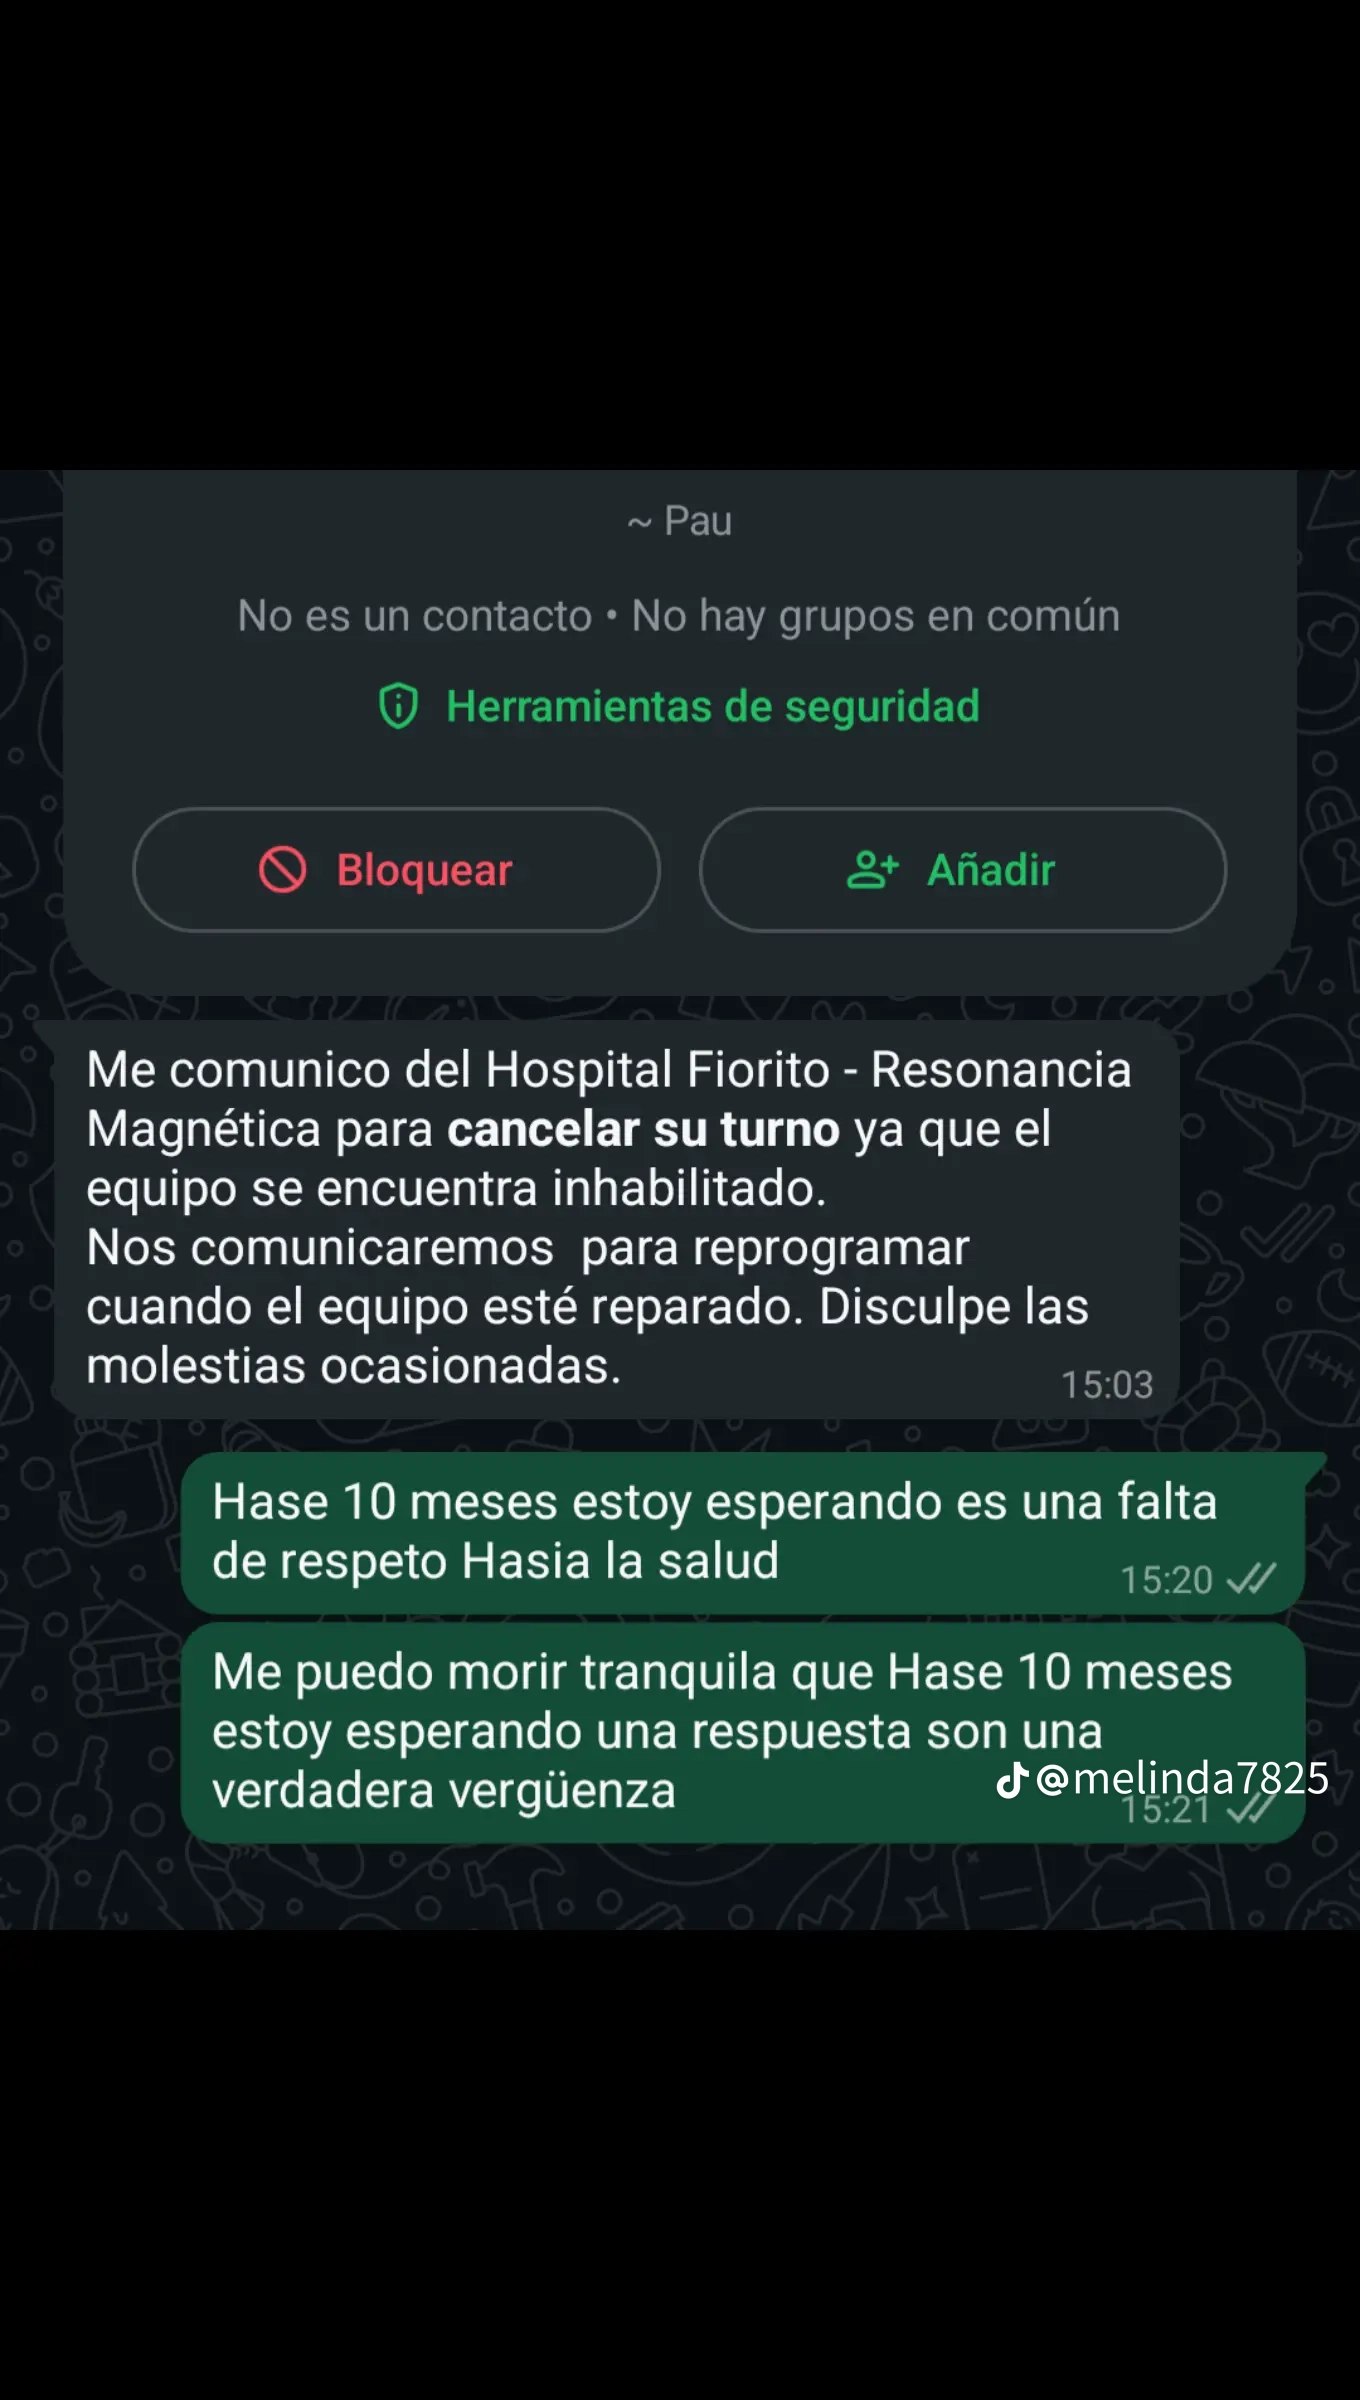 ~ Pau
No es un contacto • No hay grupos en común
Herramientas de seguridad
Bloquear
Añadir
Me comunico del Hospital Fiorito - Resonancia
Magnética para cancelar su turno ya que el
equipo se encuentra inhabilitado.
Nos comunicaremos  para reprogramar
cuando el equipo esté reparado. Disculpe las
molestias ocasionadas.
15:03
Hase 10 meses estoy esperando es una falta
de respeto Hasia la salud
15:20
Me puedo morir tranquila que Hase 10 meses
estoy esperando una respuesta son una
verdadera vergüenza
@melinda7825
15:21